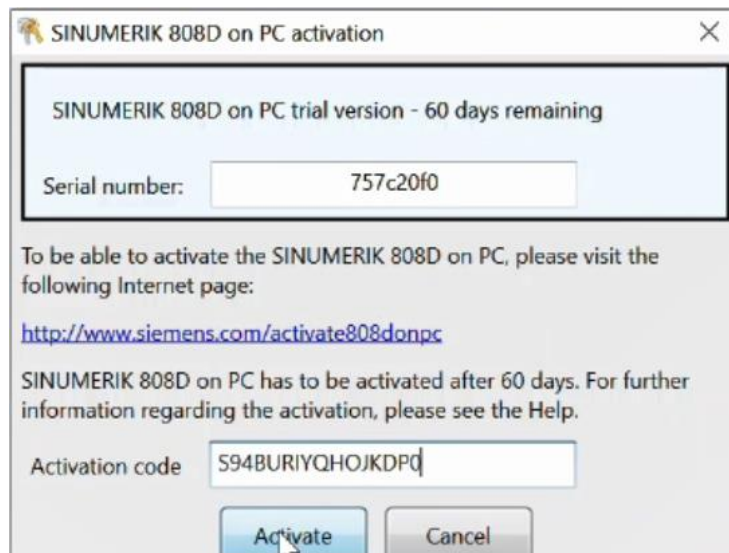 SINUMERIK 808D on PC activation
SINUMERIK 808D on PC trial version - 60 days remaining
Serial number: 757c20f0
To be able to activate the SINUMERIK 808D on PC, please visit the
following Internet page:
http://www.siemens.com/activate808donpc
SINUMERIK 808D on PC has to be activated after 60 days. For further
information regarding the activation, please see the Help.
Activation code S94BURIYQHOJKDP0
Activate Cancel